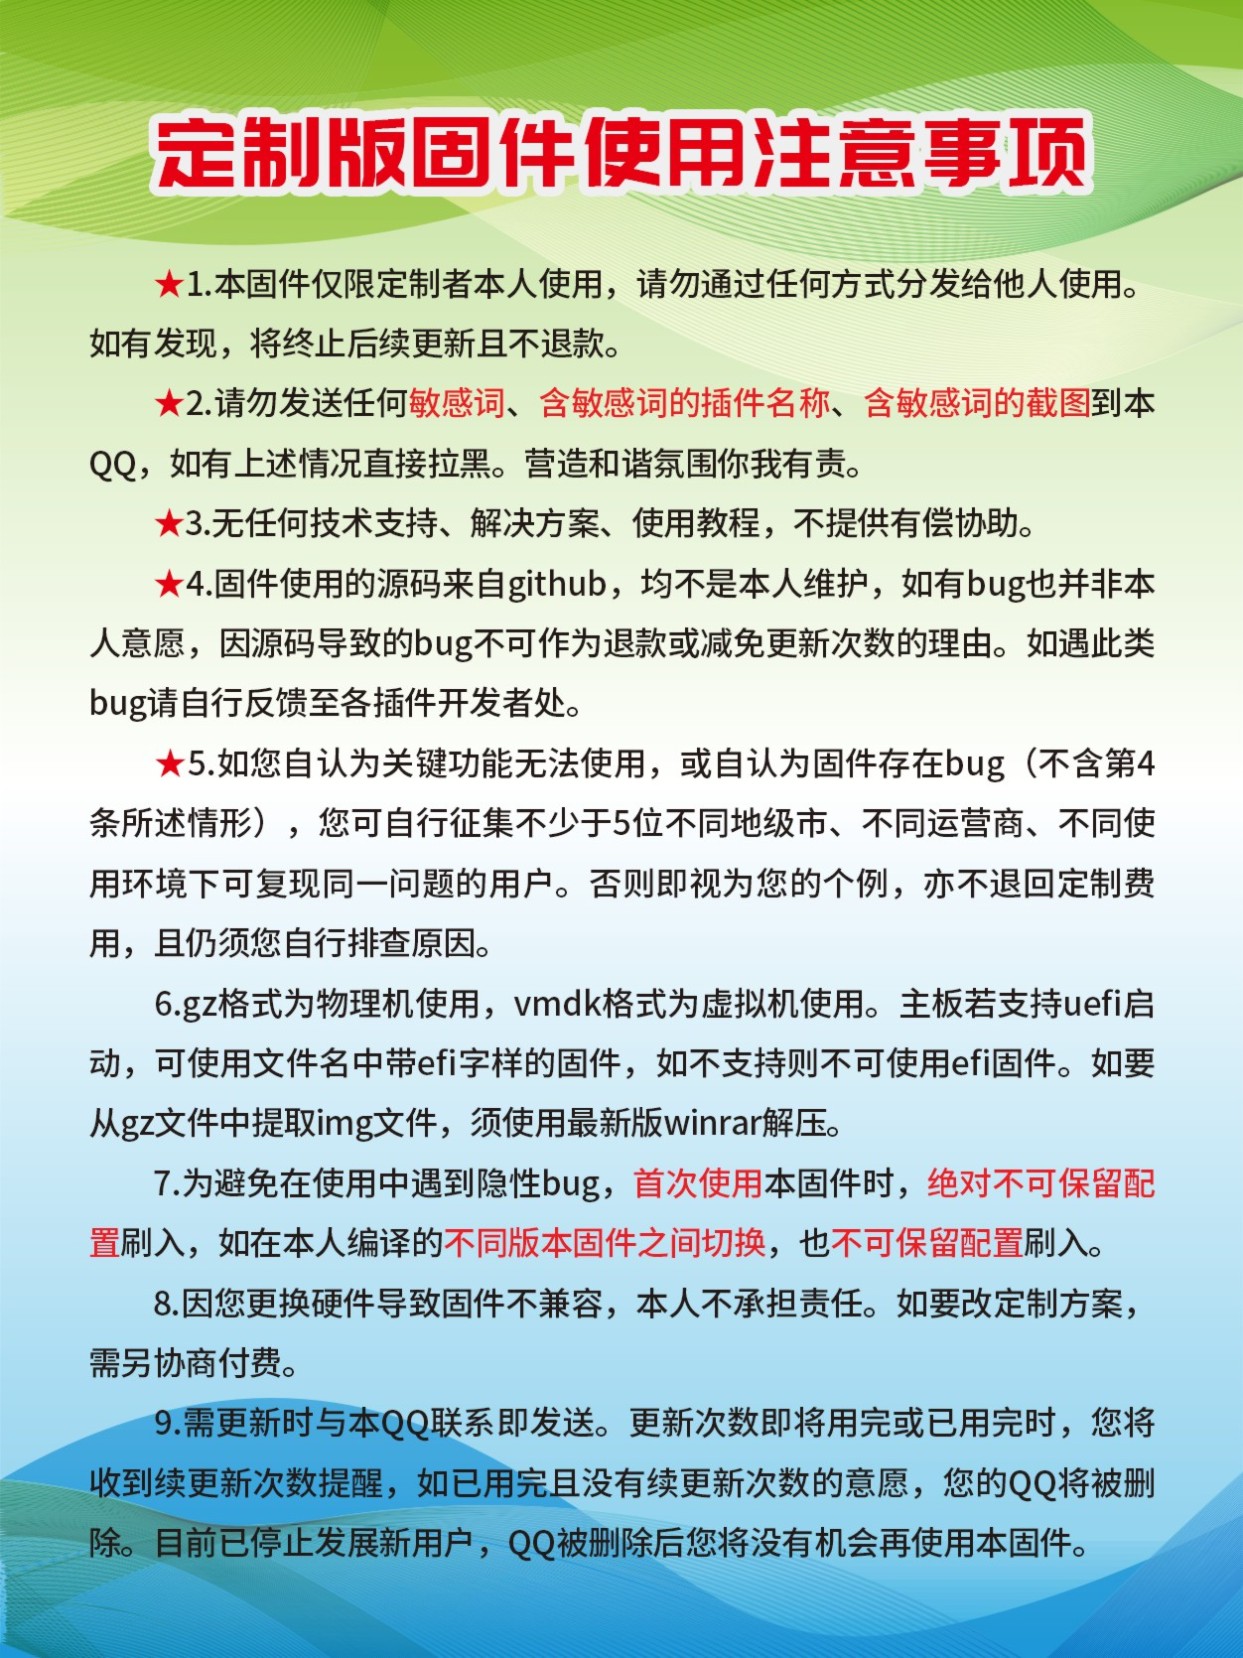 定制版固件使用注意事项
★1.本固件仅限定制者本人使用，请勿通过任何方式分发给他人使用。
如有发现，将终止后续更新且不退款。
★2.请勿发送任何敏感词、含敏感词的插件名称、含敏感词的截图到本
QQ，如有上述情况直接拉黑。营造和谐氛围你我有责。
★3.无任何技术支持、解决方案、使用教程，不提供有偿协助。
★4.固件使用的源码来自github，均不是本人维护，如有bug也并非本
人意愿，因源码导致的bug不可作为退款或减免更新次数的理由。如遇此类
bug请自行反馈至各插件开发者处。
★5.如您自认为关键功能无法使用，或自认为固件存在bug（不含第4
条所述情形），您可自行征集不少于5位不同地级市、不同运营商、不同使
用环境下可复现同一问题的用户。否则即视为您的个例，亦不退回定制费
用，且仍须您自行排查原因。
6.gz格式为物理机使用，vmdk格式为虚拟机使用。主板若支持uefi启
动，可使用文件名中带efi字样的固件，如不支持则不可使用efi固件。如要
从gz文件中提取img文件，须使用最新版winrar解压。
7.为避免在使用中遇到隐性bug，首次使用本固件时，绝对不可保留配
置刷入，如在本人编译的不同版本固件之间切换，也不可保留配置刷入。
8.因您更换硬件导致固件不兼容，本人不承担责任。如要改定制方案，
需另协商付费。
9.需更新时与本QQ联系即发送。更新次数即将用完或已用完时，您将
收到续更新次数提醒，如已用完且没有续更新次数的意愿，您的QQ将被删
除。目前已停止发展新用户，QQ被删除后您将没有机会再使用本固件。